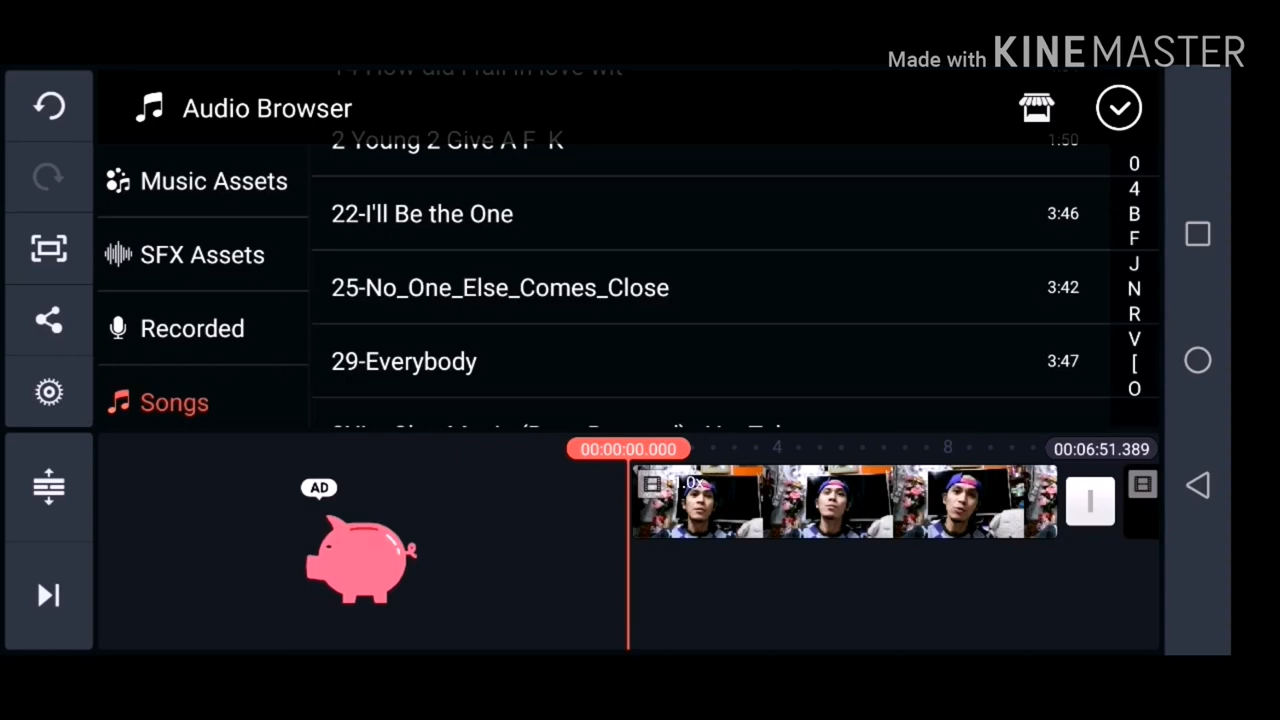 Made with KINEMASTER
Audio Browser
2 Young 2 Give A F K
1:50
Music Assets
22-I'll Be the One
3:46
SFX Assets
25-No_One_Else_Comes_Close
3:42
Recorded
29-Everybody
3:47
Songs
0
4
B
F
J
N
R
V
[
O
00:00:00.000
4
8
00:06:51.389
AD
1.0x